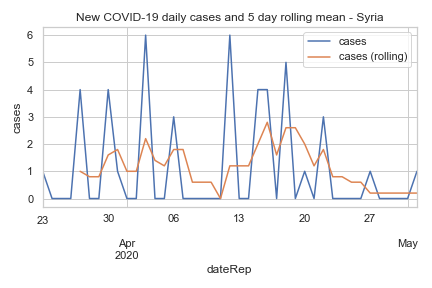 New COVID-19 daily cases and 5 day rolling mean - Syria
cases
cases (rolling)
6
5
4
3
2
1
0
cases
23 30 06 13 20 27
Apr May
2020
dateRep